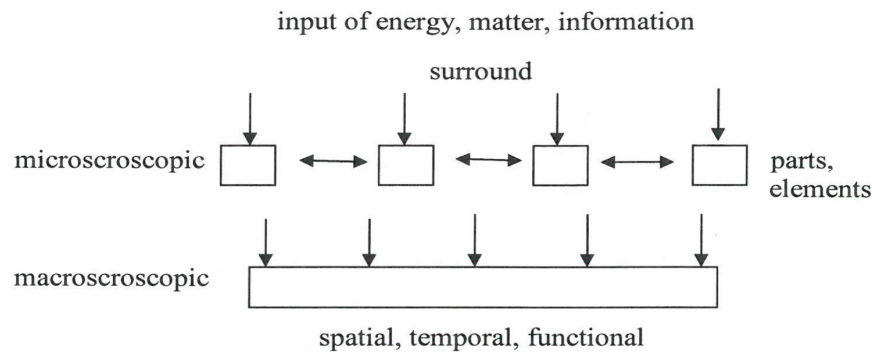 input of energy, matter, information
surround
microscroscopic
parts,
elements
macroscroscopic
spatial, temporal, functional